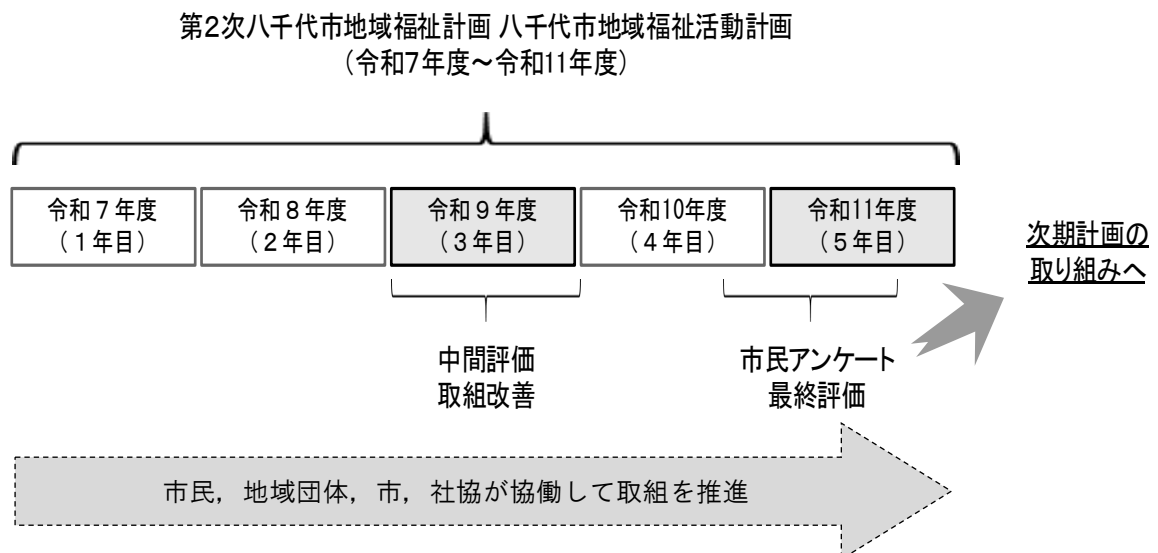 第2次八千代市地域福祉計画 八千代市地域福祉活動計画
（令和7年度～令和11年度）
令和７年度
（１年目）
令和８年度
（２年目）
令和９年度
（３年目）
令和10年度
（４年目）
令和11年度
（５年目）
次期計画の
取り組みへ
中間評価
取組改善
市民アンケート
最終評価
市民，地域団体，市，社協が協働して取組を推進